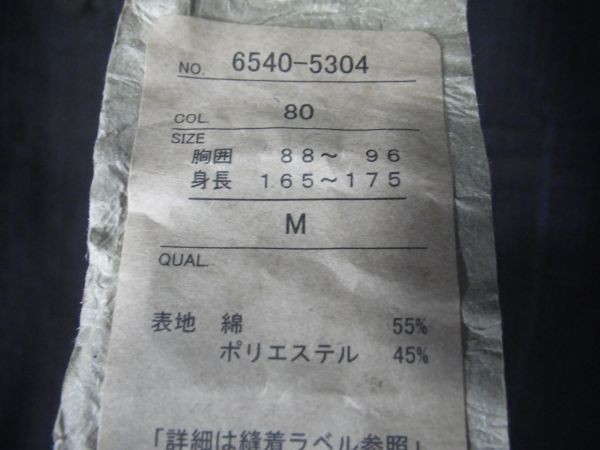 NO. 6540-5304
COL. 80
SIZE
胸囲 88～ 96
身長 165～175
M
QUAL.
表地 綿 55%
ポリエステル 45%
「詳細は縫着ラベル参照」